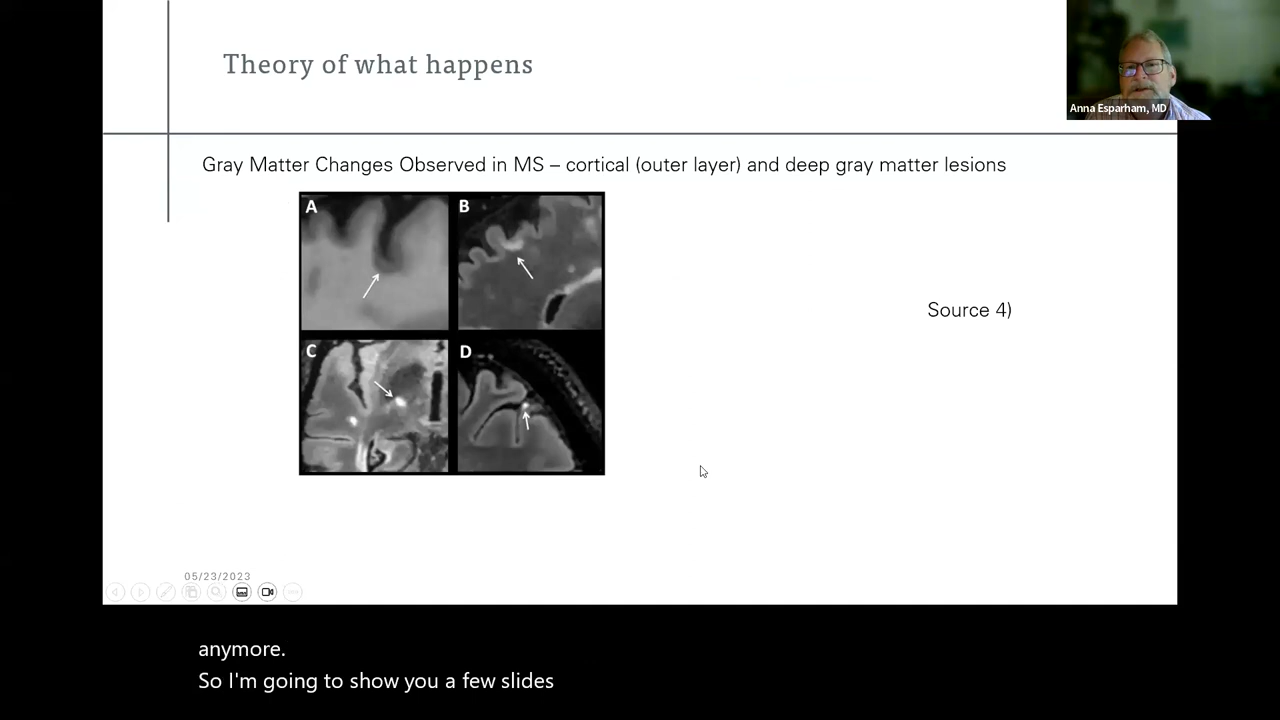 Theory of what happens
Anna Esparham, MD
Gray Matter Changes Observed in MS – cortical (outer layer) and deep gray matter lesions
A
B
C
D
Source 4)
05/23/2023
anymore.
So I'm going to show you a few slides